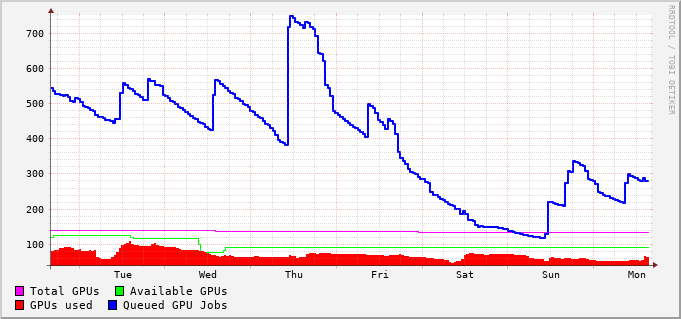 RRDTOOL / TOBI OETIKER
700
600
500
400
300
200
100
Tue Wed Thu Fri Sat Sun Mon
Total GPUs Available GPUs
GPUs used Queued GPU Jobs